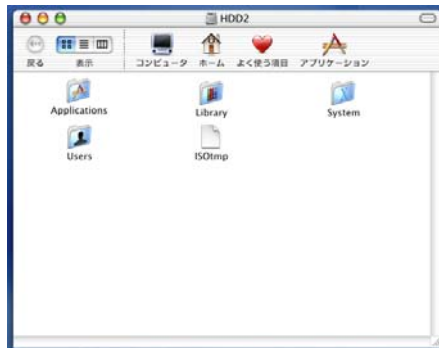 HDD2
戻る 表示 コンピュータ ホーム よく使う項目 アプリケーション
Applications Library System
Users ISOtmp